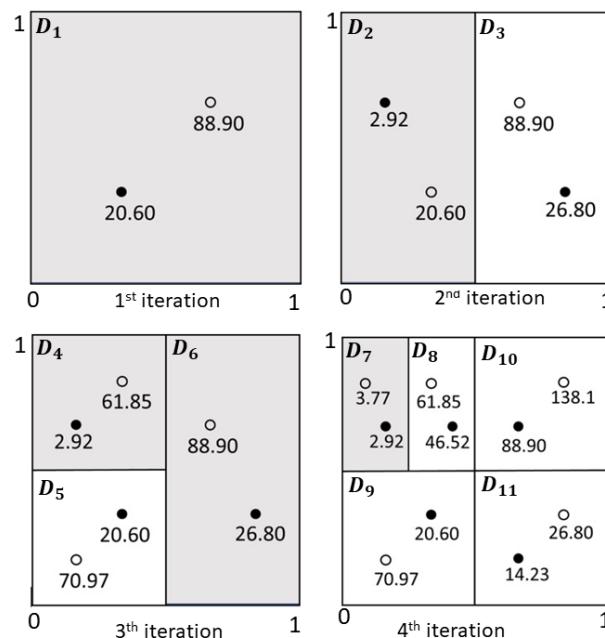 1
D₁
88.90
20.60
0
1ˢᵗ iteration
1
1
D₂
D₃
2.92
88.90
20.60
26.80
0
2ⁿᵈ iteration
1
1
D₄
D₆
61.85
2.92
88.90
D₅
20.60
26.80
70.97
0
3ᵗʰ iteration
1
1
D₇
D₈
D₁₀
3.77
61.85
138.1
2.92
46.52
88.90
D₉
D₁₁
20.60
26.80
70.97
14.23
0
4ᵗʰ iteration
1